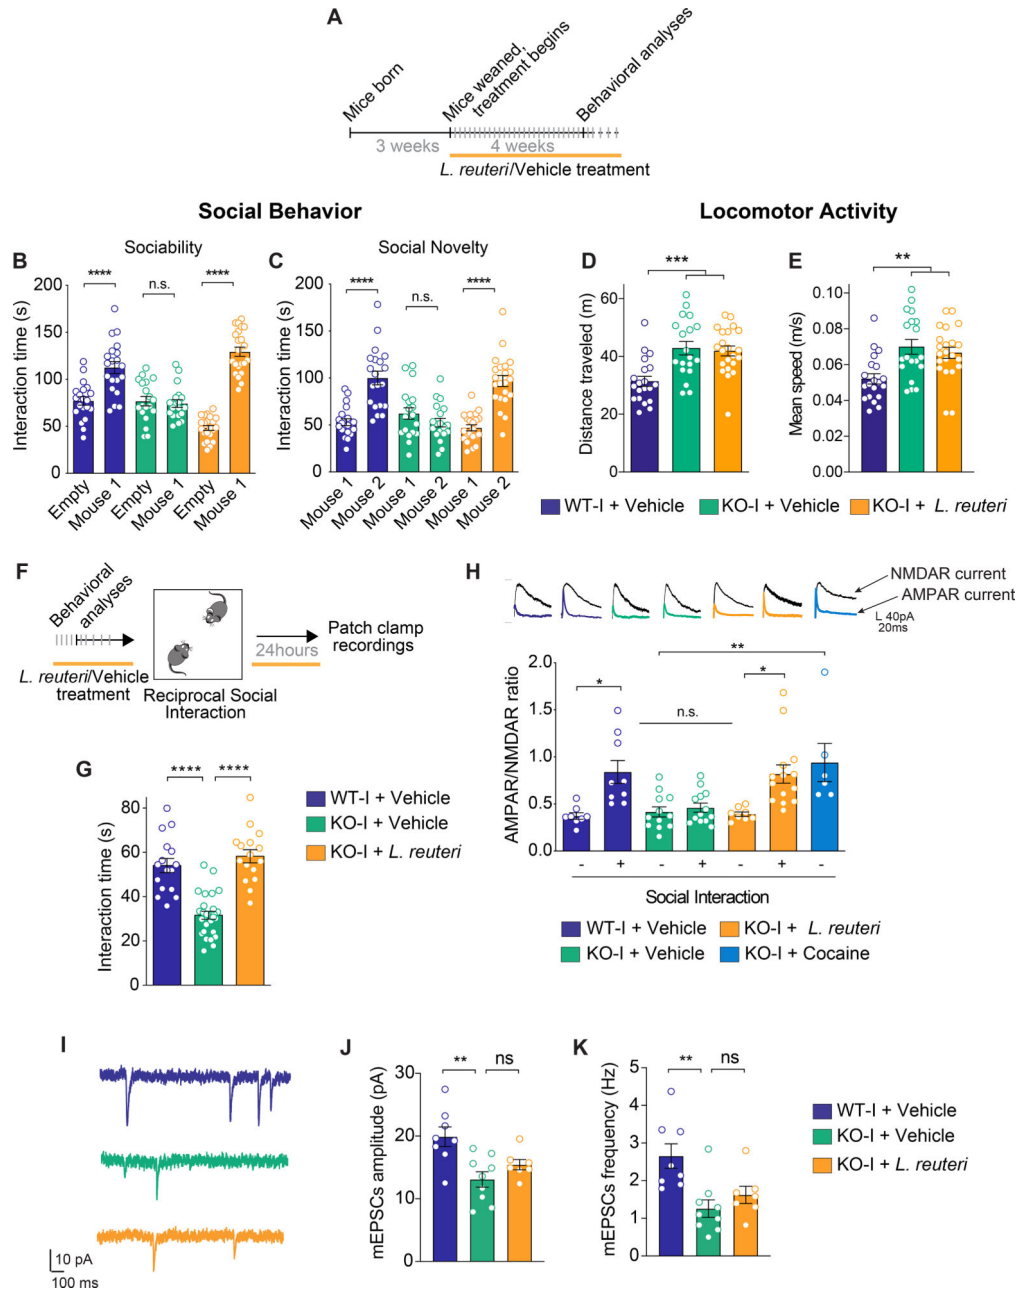 A
Mice born
Mice weaned,
treatment begins
Behavioral analyses
3 weeks
4 weeks
L. reuteri/Vehicle treatment
Social Behavior
Locomotor Activity
B
Sociability
****
n.s.
****
Interaction time (s)
200
150
100
50
0
Empty
Mouse 1
Empty
Mouse 1
Empty
Mouse 1
C
Social Novelty
****
n.s.
****
Interaction time (s)
200
150
100
50
0
Mouse 1
Mouse 2
Mouse 1
Mouse 2
Mouse 1
Mouse 2
D
***
Distance traveled (m)
60
40
20
0
E
**
Mean speed (m/s)
0.10
0.08
0.06
0.04
0.02
0.00
WT-I + Vehicle
KO-I + Vehicle
KO-I + L. reuteri
F
Behavioral
analyses
L. reuteri/Vehicle
treatment
Reciprocal Social
Interaction
24hours
Patch clamp
recordings
G
****
****
Interaction time (s)
80
60
40
20
0
WT-I + Vehicle
KO-I + Vehicle
KO-I + L. reuteri
H
NMDAR current
AMPAR current
40pA
20ms
**
*
*
n.s.
AMPAR/NMDAR ratio
2.0
1.5
1.0
0.5
0.0
- + - + - + -
Social Interaction
WT-I + Vehicle
KO-I + L. reuteri
KO-I + Vehicle
KO-I + Cocaine
I
10 pA
100 ms
J
**
ns
mEPSCs amplitude (pA)
30
20
10
0
K
**
ns
mEPSCs frequency (Hz)
5
4
3
2
1
0
WT-I + Vehicle
KO-I + Vehicle
KO-I + L. reuteri